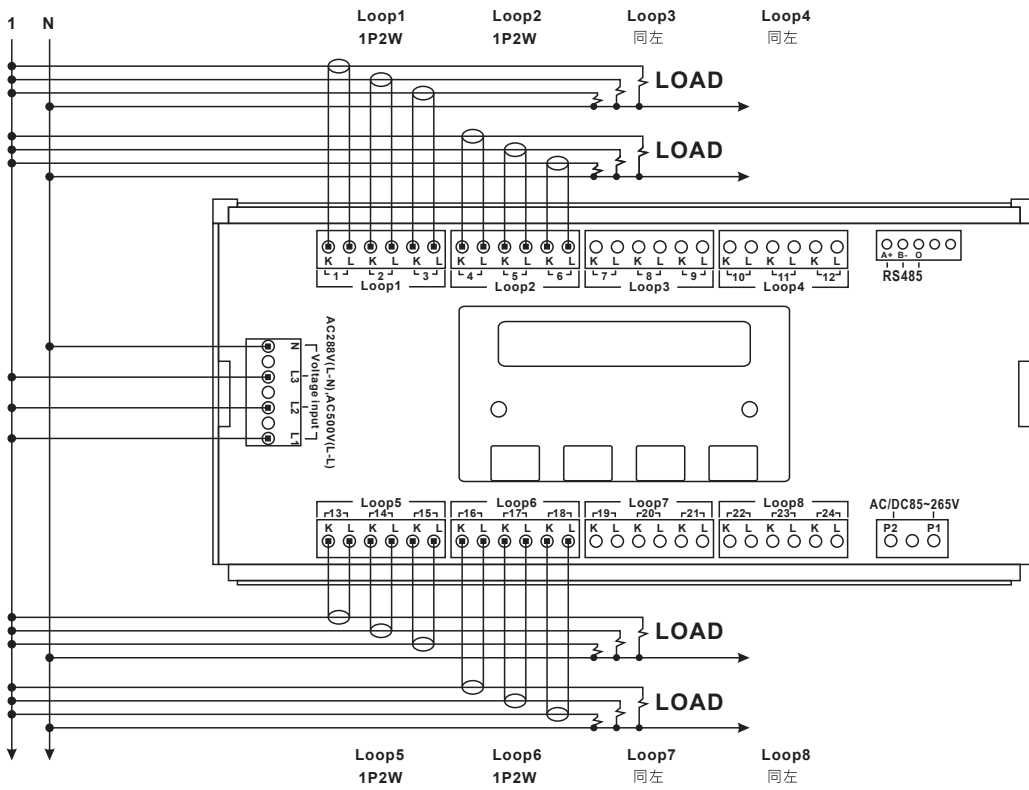 1 N
Loop1 Loop2 Loop3 Loop4
1P2W 1P2W 同左 同左
LOAD
LOAD
K L K L K L K L K L K L K L K L K L K L K L K L
1 2 3 4 5 6 7 8 9 10 11 12
Loop1 Loop2 Loop3 Loop4
A+ B- O
RS485
N L3 L2 L1
Voltage input
AC288V(L-N),AC500V(L-L)
Loop5 Loop6 Loop7 Loop8
13 14 15 16 17 18 19 20 21 22 23 24
K L K L K L K L K L K L K L K L K L K L K L K L
AC/DC85~265V
P2 P1
LOAD
LOAD
Loop5 Loop6 Loop7 Loop8
1P2W 1P2W 同左 同左